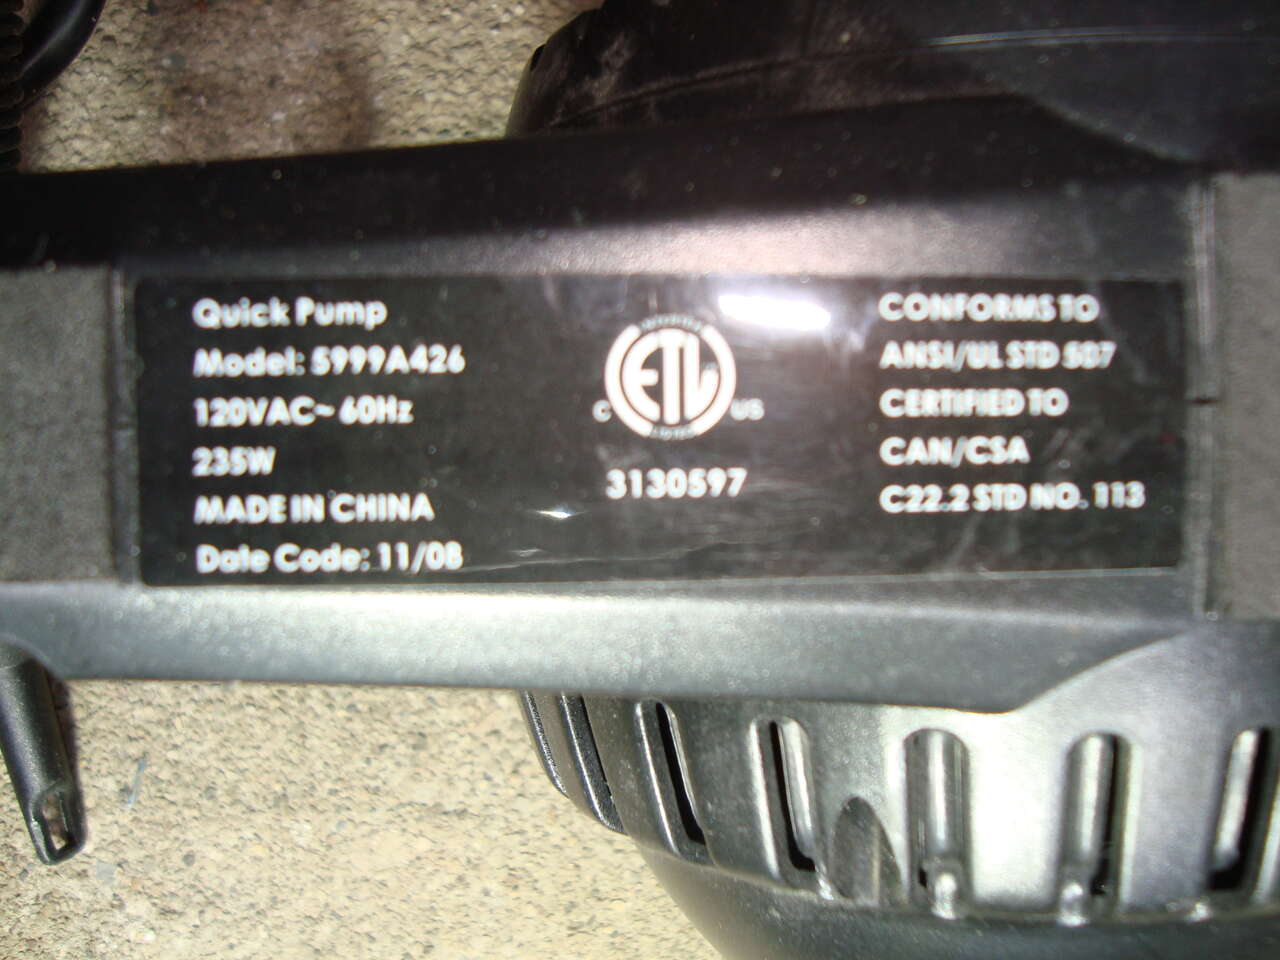 Quick Pump
Model: 5999A426
120VAC~ 60Hz
235W
MADE IN CHINA
Date Code: 11/08
ETL
C US
3130597
CONFORMS TO
ANSI/UL STD 507
CERTIFIED TO
CAN/CSA
C22.2 STD NO. 113